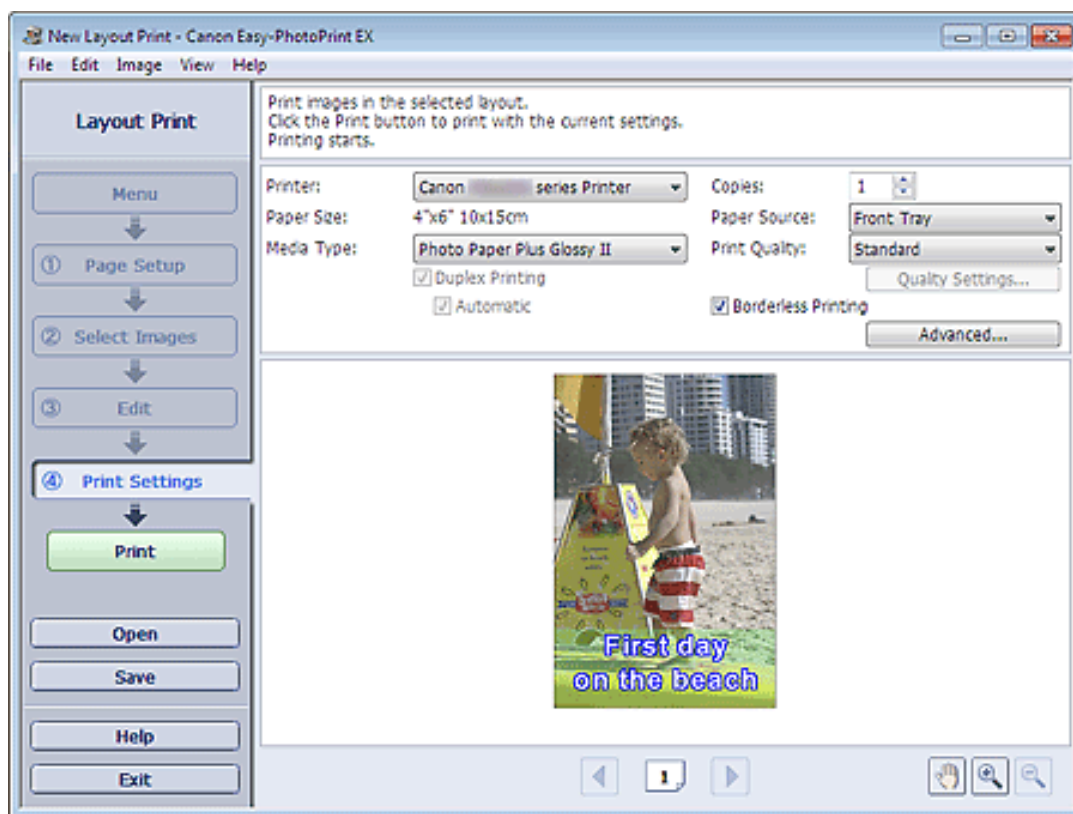 New Layout Print - Canon Easy-PhotoPrint EX
File Edit Image View Help
Layout Print
Menu
① Page Setup
② Select Images
③ Edit
④ Print Settings
Print
Open
Save
Help
Exit
Print images in the selected layout.
Click the Print button to print with the current settings.
Printing starts.
Printer: Canon series Printer Copies: 1
Paper Size: 4"x6" 10x15cm Paper Source: Front Tray
Media Type: Photo Paper Plus Glossy II Print Quality: Standard
Duplex Printing Quality Settings...
Automatic Borderless Printing
Advanced...
First day
on the beach
1